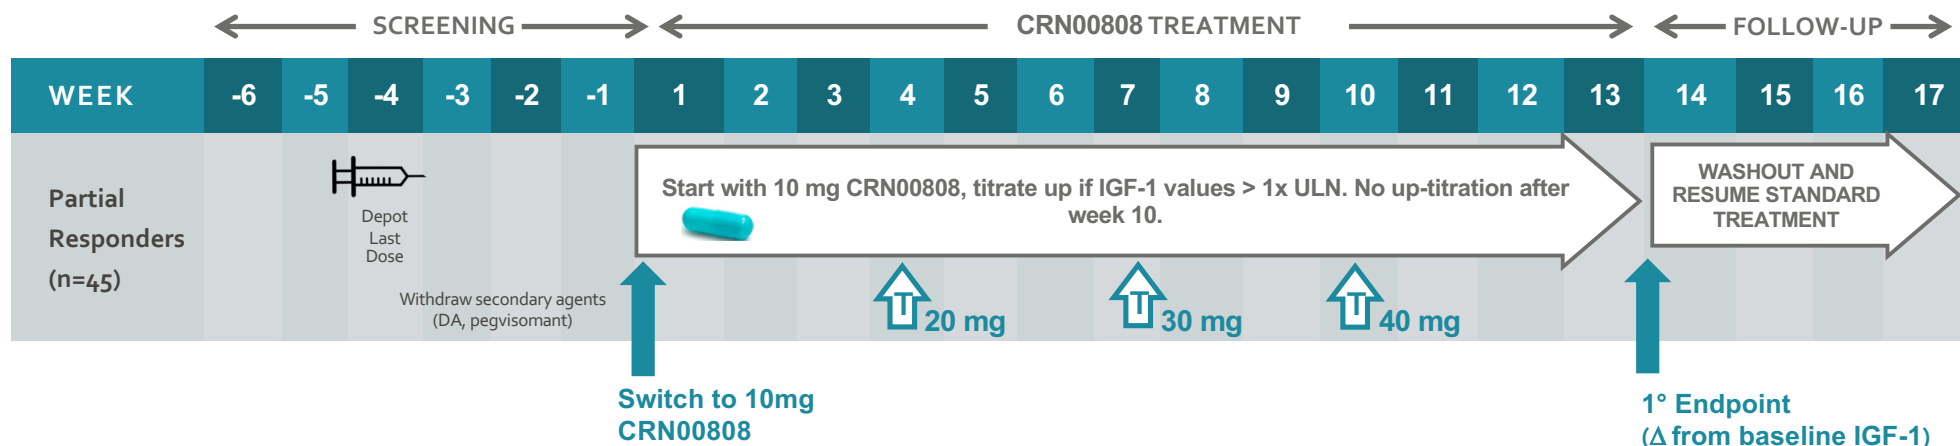 SCREENING
CRN00808 TREATMENT
FOLLOW-UP
WEEK -6 -5 -4 -3 -2 -1 1 2 3 4 5 6 7 8 9 10 11 12 13 14 15 16 17
Partial
Responders
(n=45)
Depot
Last
Dose
Withdraw secondary agents
(DA, pegvisomant)
Start with 10 mg CRN00808, titrate up if IGF-1 values > 1x ULN. No up-titration after
week 10.
WASHOUT AND
RESUME STANDARD
TREATMENT
T 20 mg
T 30 mg
T 40 mg
Switch to 10mg
CRN00808
1° Endpoint
(Δ from baseline IGF-1)